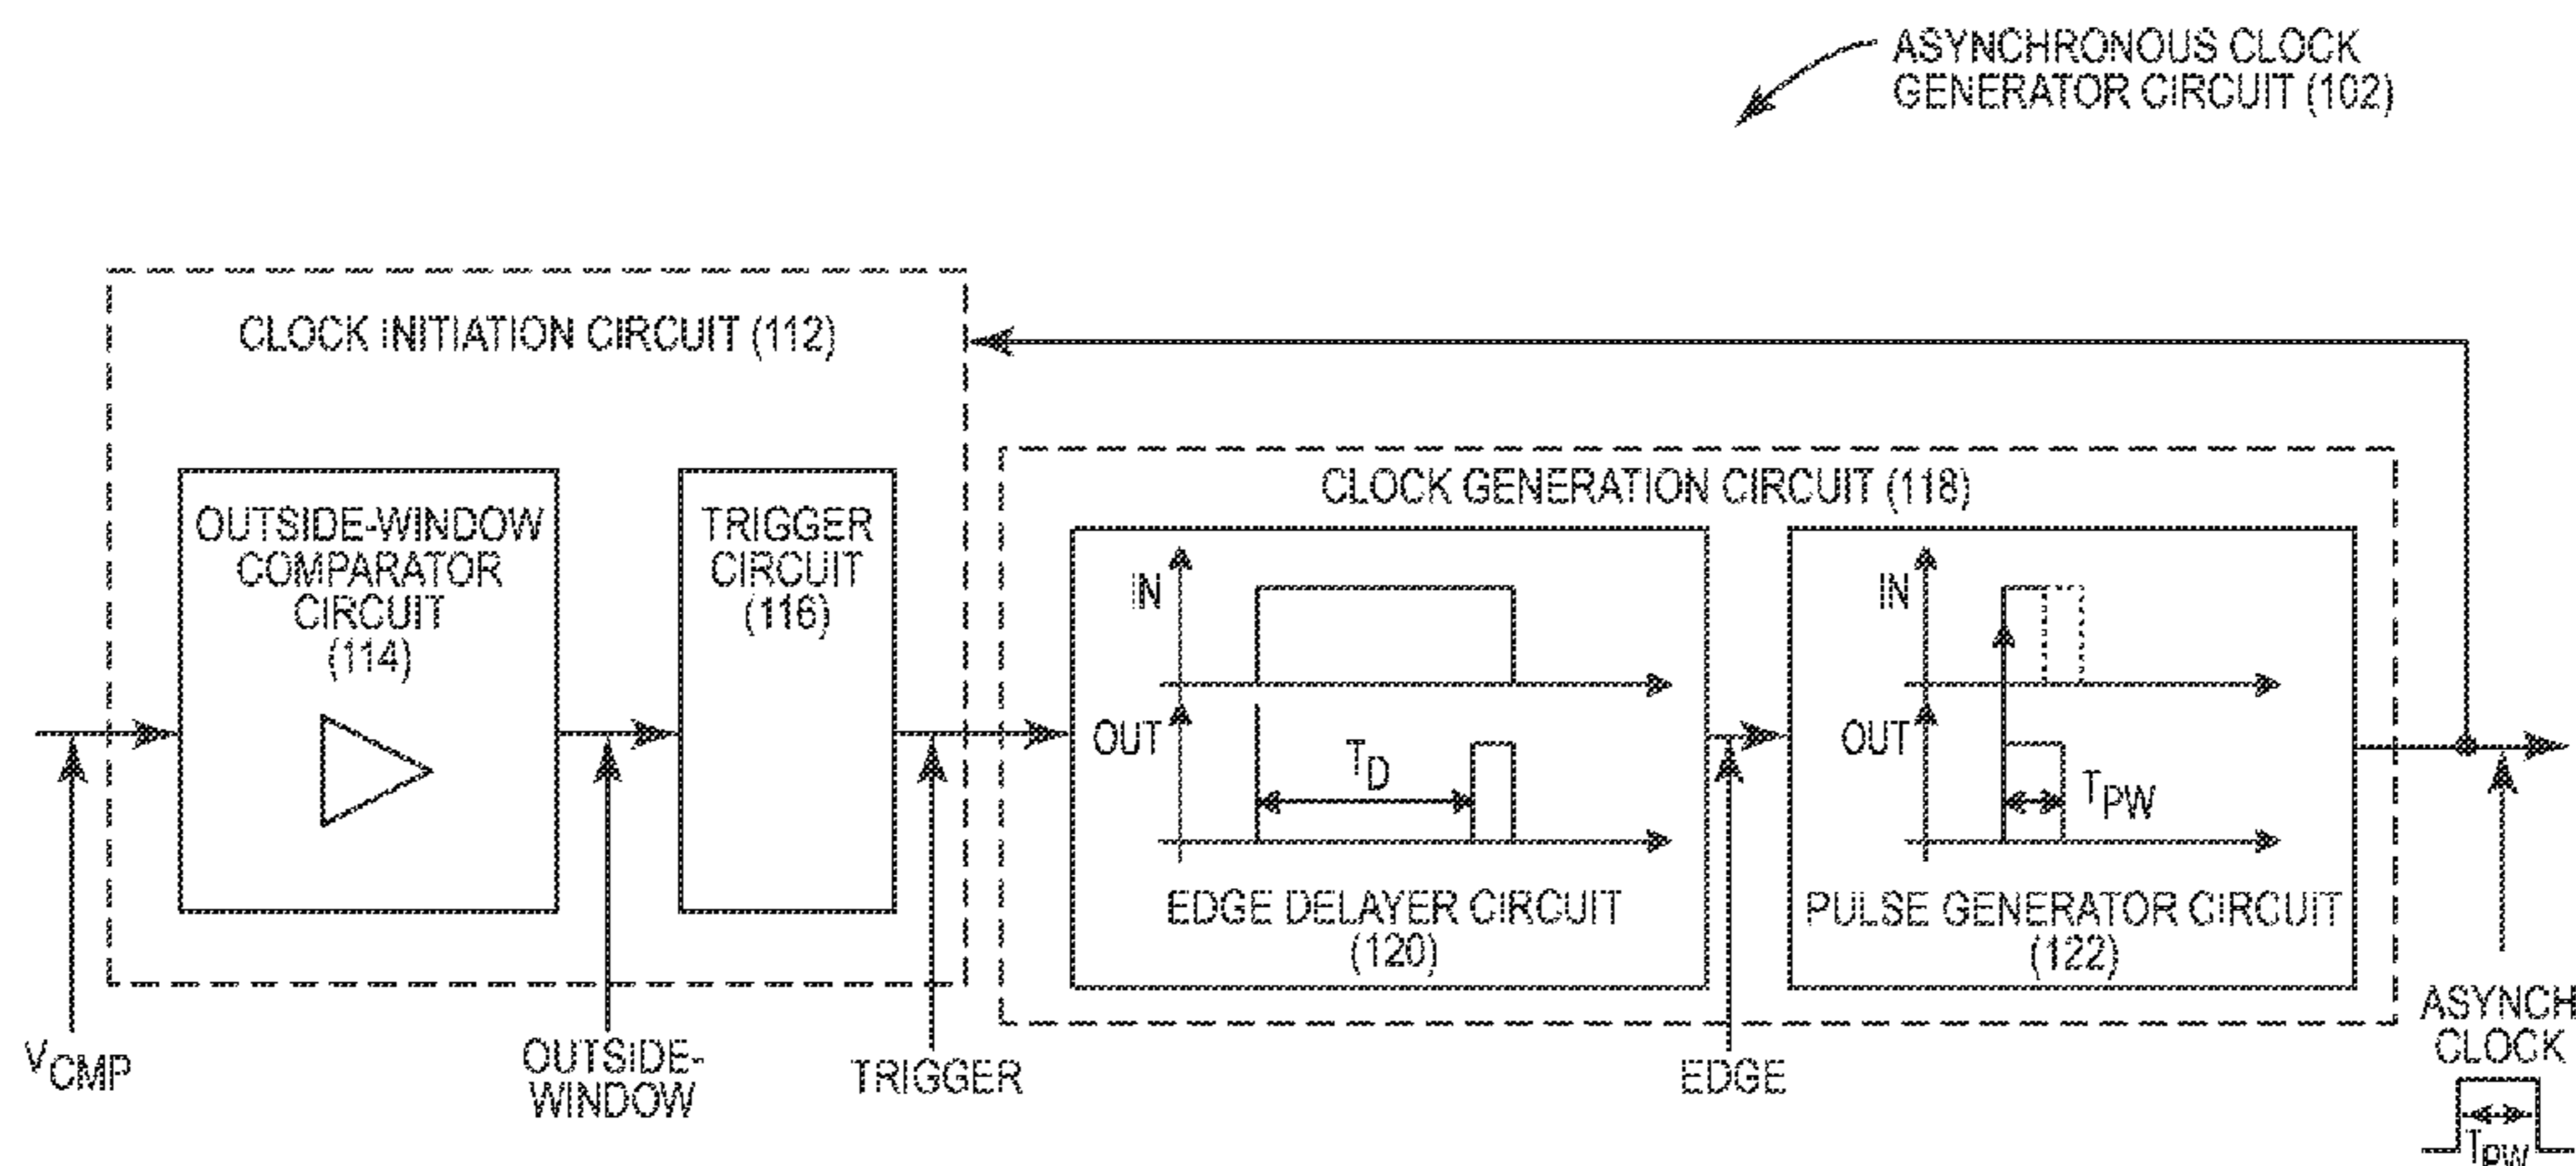 ASYNCHRONOUS CLOCK
GENERATOR CIRCUIT (102)
CLOCK INITIATION CIRCUIT (112)
CLOCK GENERATION CIRCUIT (118)
OUTSIDE-WINDOW
COMPARATOR
CIRCUIT
(114)
TRIGGER
CIRCUIT
(116)
IN
OUT
TD
EDGE DELAYER CIRCUIT
(120)
IN
OUT
TPW
PULSE GENERATOR CIRCUIT
(122)
VCMP
OUTSIDE-
WINDOW
TRIGGER
EDGE
ASYNCH
CLOCK
TPW